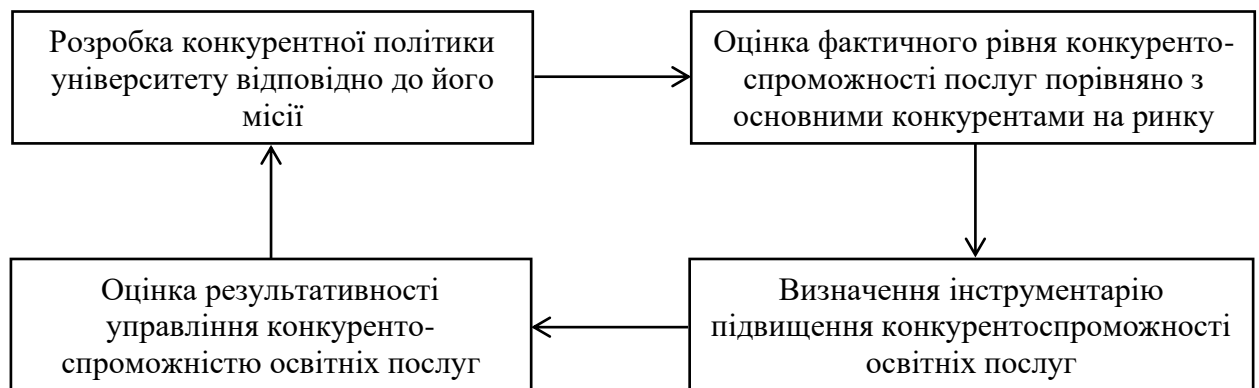 Розробка конкурентної політики
університету відповідно до його
місії
Оцінка фактичного рівня конкуренто-
спроможності послуг порівняно з
основними конкурентами на ринку
Оцінка результативності
управління конкуренто-
спроможністю освітніх послуг
Визначення інструментарію
підвищення конкурентоспроможності
освітніх послуг